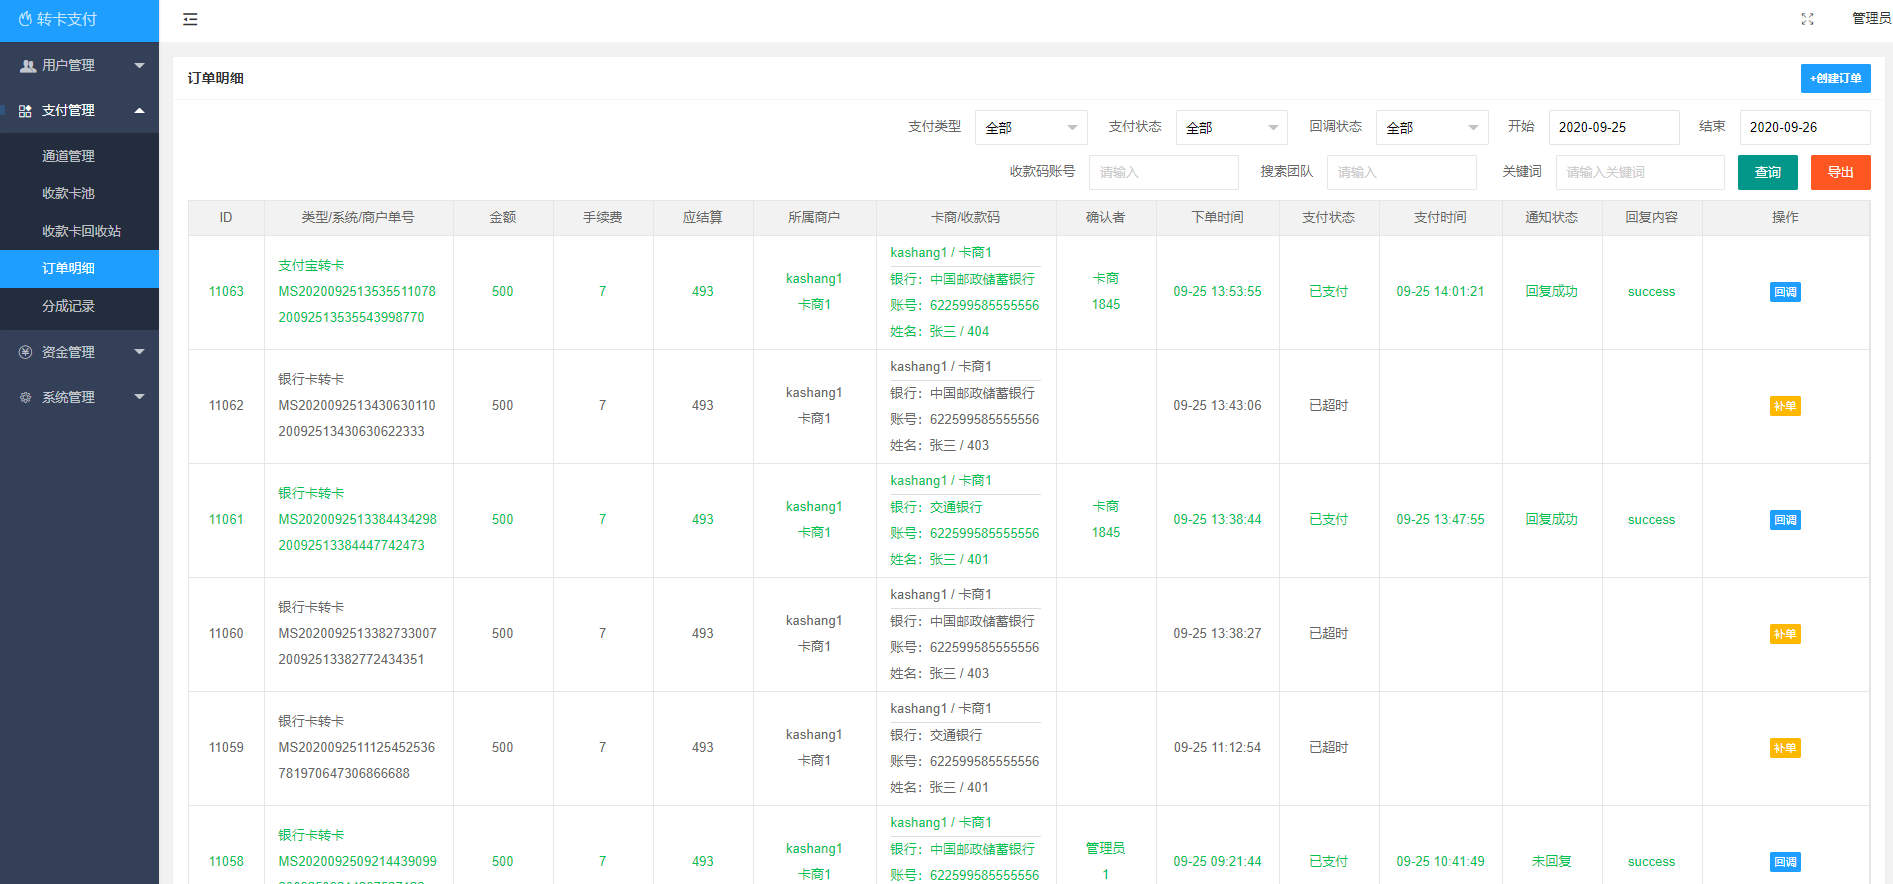 转卡支付
管理员
用户管理
支付管理
通道管理
收款卡池
收款卡回收站
订单明细
分成记录
资金管理
系统管理
订单明细
+创建订单
支付类型 全部 支付状态 全部 回调状态 全部 开始 2020-09-25 结束 2020-09-26
收款码账号 请输入 搜索团队 请输入 关键词 请输入关键词 查询 导出
ID 类型/系统/商户单号 金额 手续费 应结算 所属商户 卡商/收款码 确认者 下单时间 支付状态 支付时间 通知状态 回复内容 操作
11063
支付宝转卡
MS2020092513535511078
20092513535543998770
500
7
493
kashang1
卡商1
kashang1 / 卡商1
银行：中国邮政储蓄银行
账号：622599585555556
姓名：张三 / 404
卡商
1845
09-25 13:53:55
已支付
09-25 14:01:21
回复成功
success
回调
11062
银行卡转卡
MS2020092513430630110
20092513430630622333
500
7
493
kashang1
卡商1
kashang1 / 卡商1
银行：中国邮政储蓄银行
账号：622599585555556
姓名：张三 / 403
09-25 13:43:06
已超时
补单
11061
银行卡转卡
MS2020092513384434298
20092513384447742473
500
7
493
kashang1
卡商1
kashang1 / 卡商1
银行：交通银行
账号：622599585555556
姓名：张三 / 401
卡商
1845
09-25 13:38:44
已支付
09-25 13:47:55
回复成功
success
回调
11060
银行卡转卡
MS2020092513382733007
20092513382772434351
500
7
493
kashang1
卡商1
kashang1 / 卡商1
银行：中国邮政储蓄银行
账号：622599585555556
姓名：张三 / 403
09-25 13:38:27
已超时
补单
11059
银行卡转卡
MS2020092511125452536
781970647306866688
500
7
493
kashang1
卡商1
kashang1 / 卡商1
银行：交通银行
账号：622599585555556
姓名：张三 / 401
09-25 11:12:54
已超时
补单
11058
银行卡转卡
MS2020092509214439099
500
7
493
kashang1
卡商1
kashang1 / 卡商1
银行：中国邮政储蓄银行
账号：622599585555556
管理员
1
09-25 09:21:44
已支付
09-25 10:41:49
未回复
success
回调